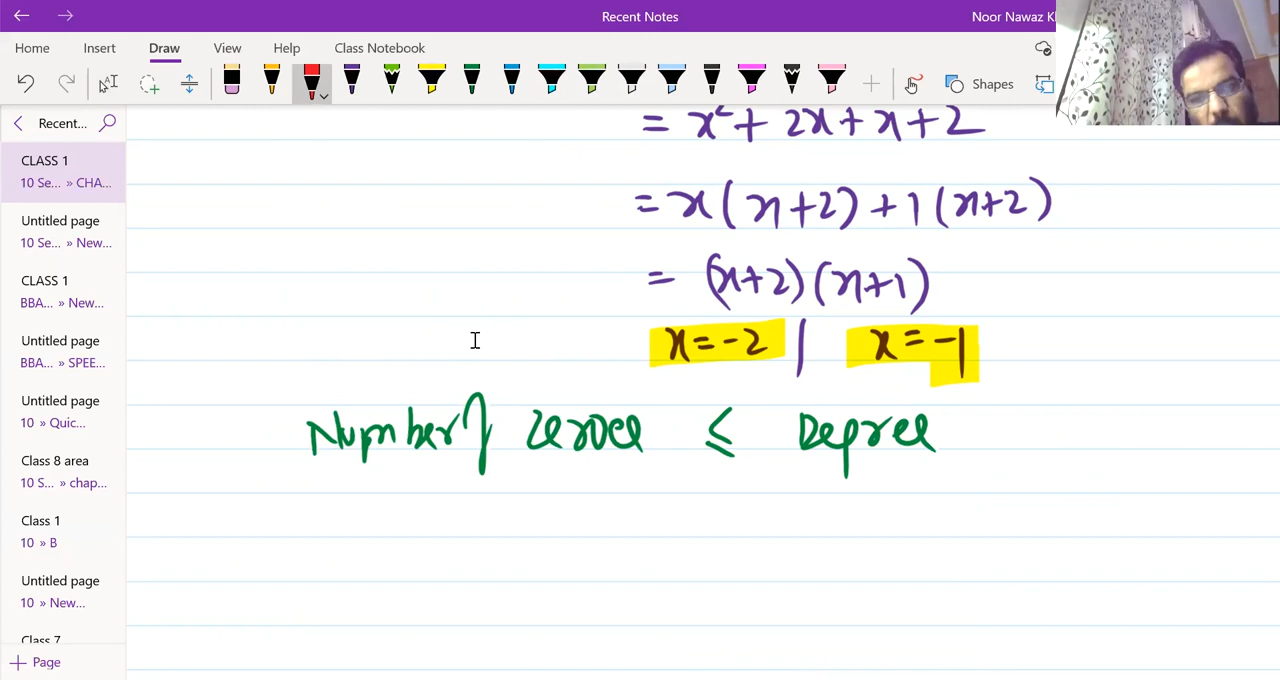 Recent Notes
Noor Nawaz Kh
Home Insert Draw View Help Class Notebook
Shapes
Recent...
CLASS 1
10 Se... » CHA...
Untitled page
10 Se... » New...
CLASS 1
BBA... » New...
Untitled page
BBA... » SPEE...
Untitled page
10 » Quic...
Class 8 area
10 S... » chap...
Class 1
10 » B
Untitled page
10 » New...
Class 7
Page
= x² + 2x + x + 2
= x(x+2) + 1(x+2)
= (x+2)(x+1)
x = -2 | x = -1
Number of zeroes ≤ Degree